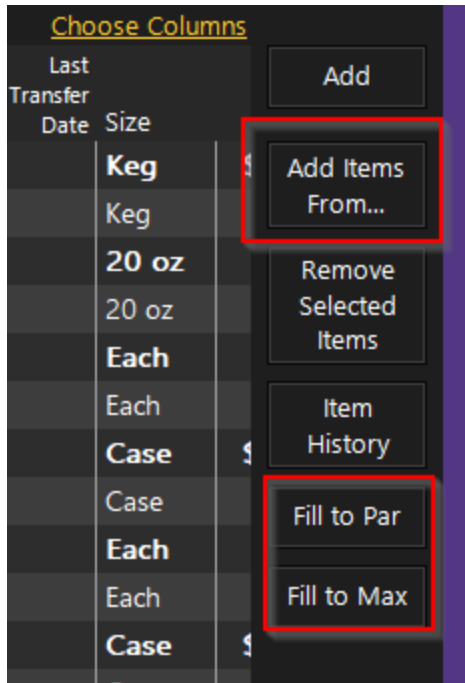 Choose Columns
Last
Transfer
Date
Size
Keg
$
Keg
20 oz
20 oz
Each
Each
Case
$
Case
Each
Each
Case
$
Add
Add Items
From...
Remove
Selected
Items
Item
History
Fill to Par
Fill to Max